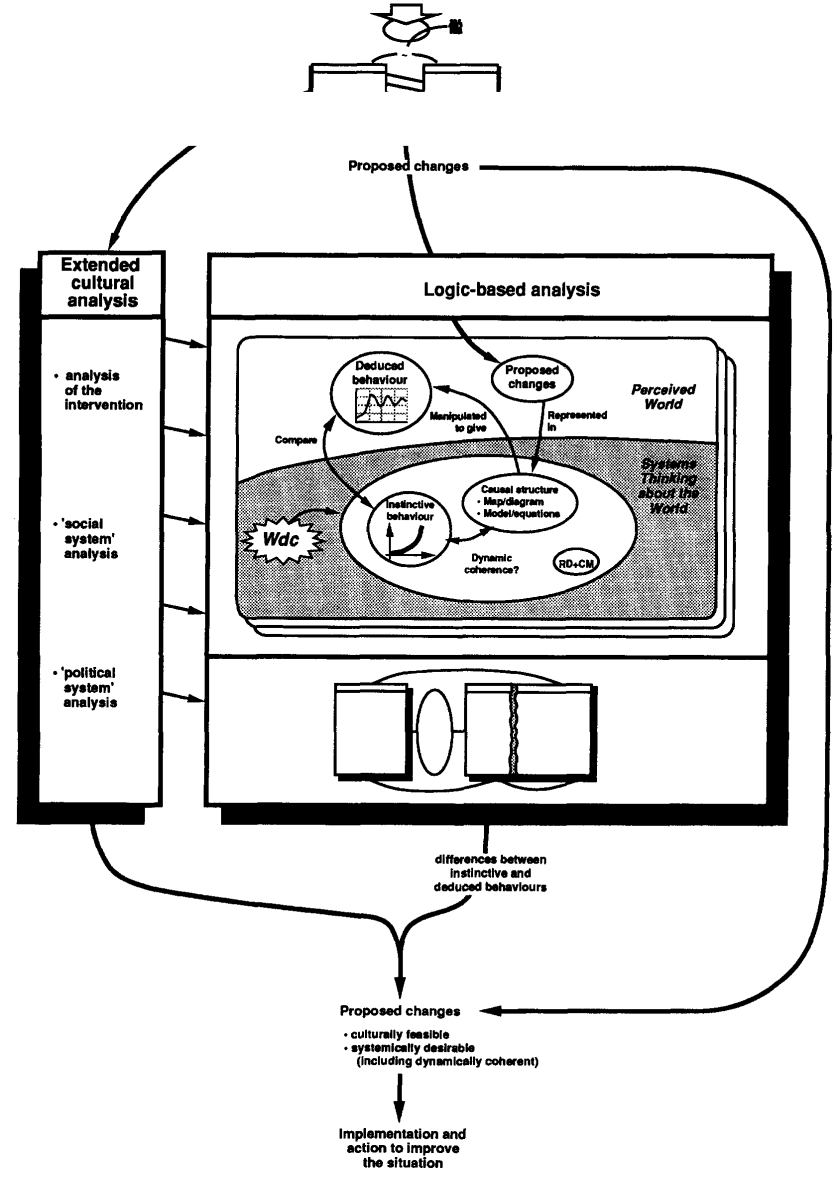 Proposed changes
Extended
cultural
analysis
• analysis
of the
intervention
• 'social
system'
analysis
• 'political
system'
analysis
Logic-based analysis
Deduced
behaviour
Proposed
changes
Perceived
World
Manipulated
to give
Represented
in
Compare
Systems
Thinking
about the
World
Causal structure
• Map/diagram
• Model/equations
Instinctive
behaviour
Wdc
Dynamic
coherence?
RD+CM
differences between
instinctive and
deduced behaviours
Proposed changes
• culturally feasible
• systemically desirable
(including dynamically coherent)
Implementation and
action to improve
the situation